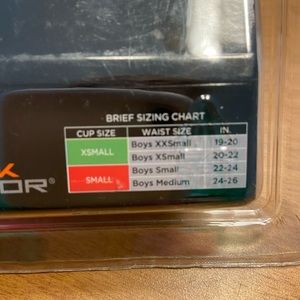 BRIEF SIZING CHART
CUP SIZE WAIST SIZE IN.
XSMALL Boys XXSmall 19-20
Boys XSmall 20-22
SMALL Boys Small 22-24
Boys Medium 24-26
OR®